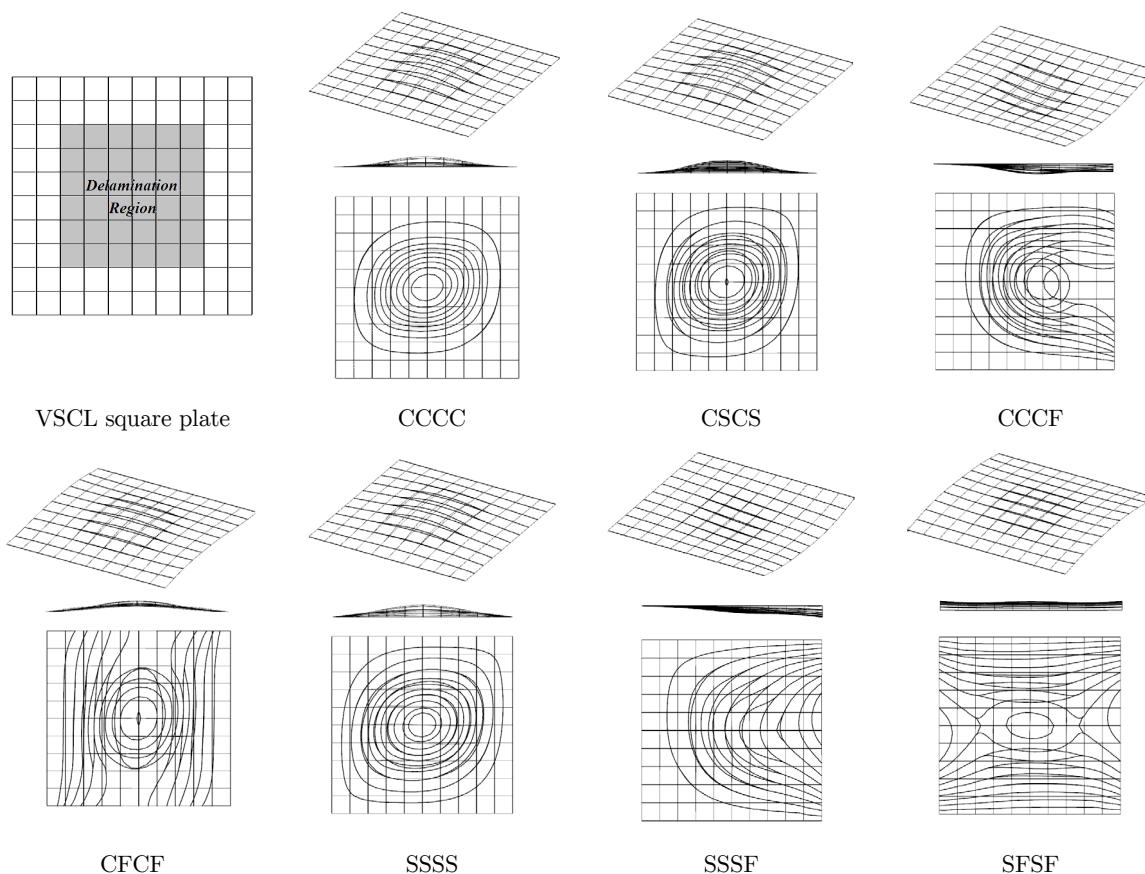 Delamination
Region
VSCL square plate
CCCC
CSCS
CCCF
CFCF
SSSS
SSSF
SFSF